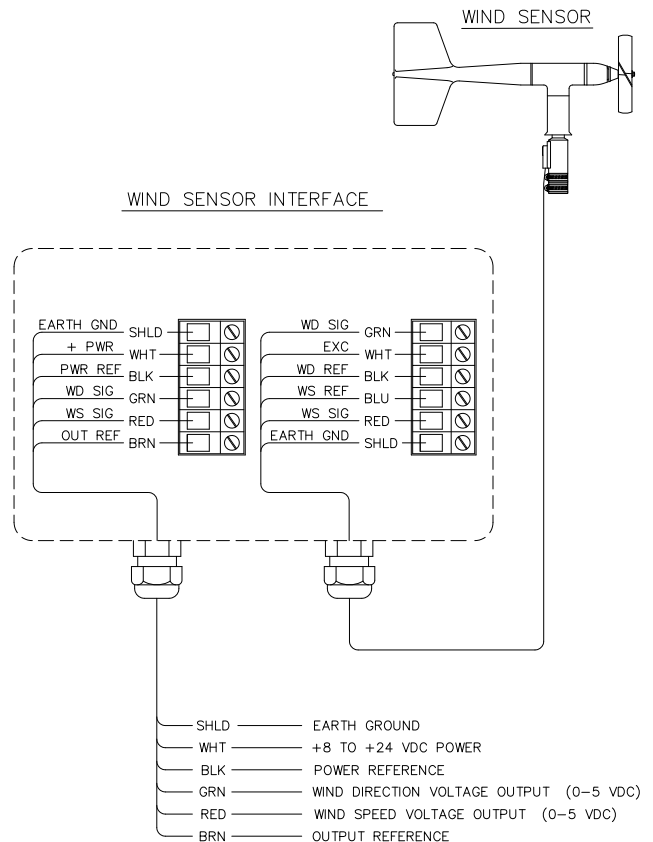 WIND SENSOR
WIND SENSOR INTERFACE
EARTH GND SHLD
+ PWR WHT
PWR REF BLK
WD SIG GRN
WS SIG RED
OUT REF BRN
WD SIG GRN
EXC WHT
WD REF BLK
WS REF BLU
WS SIG RED
EARTH GND SHLD
SHLD EARTH GROUND
WHT +8 TO +24 VDC POWER
BLK POWER REFERENCE
GRN WIND DIRECTION VOLTAGE OUTPUT (0–5 VDC)
RED WIND SPEED VOLTAGE OUTPUT (0–5 VDC)
BRN OUTPUT REFERENCE